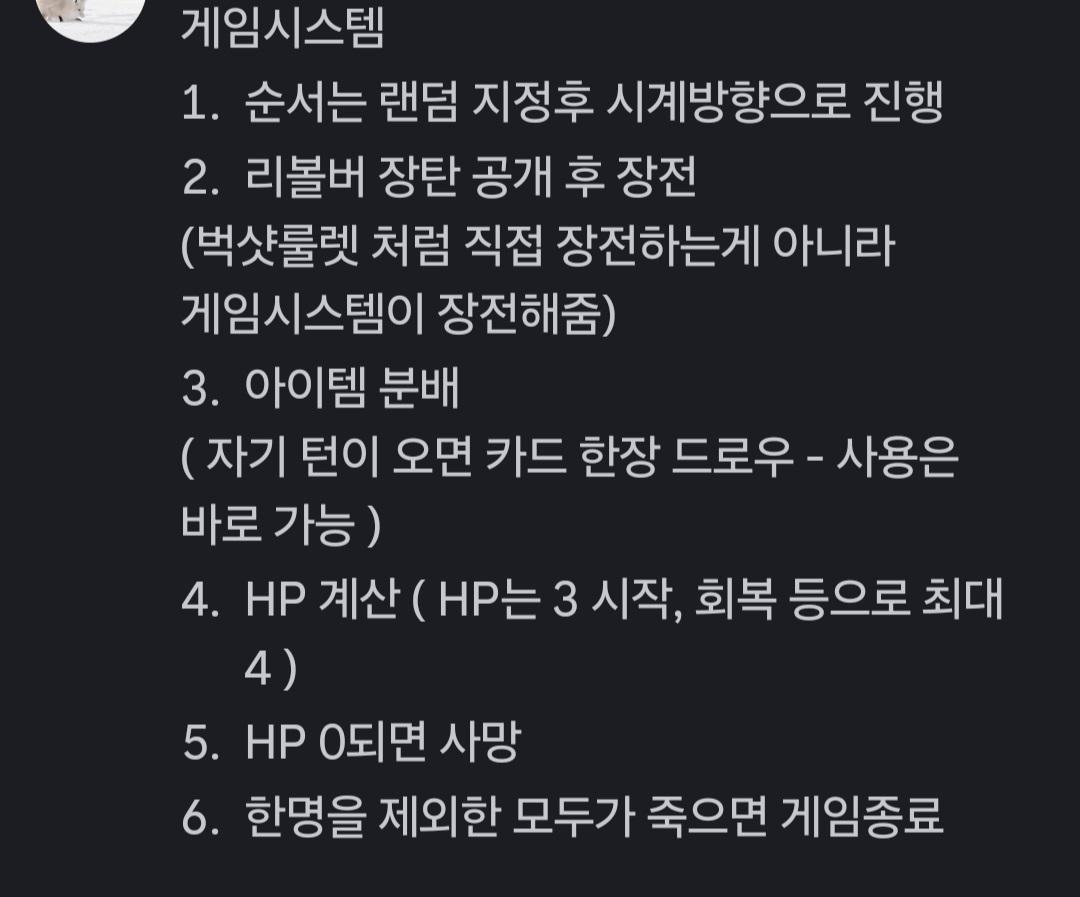 게임시스템
1. 순서는 랜덤 지정후 시계방향으로 진행
2. 리볼버 장탄 공개 후 장전
(벅샷룰렛 처럼 직접 장전하는게 아니라
게임시스템이 장전해줌)
3. 아이템 분배
( 자기 턴이 오면 카드 한장 드로우 - 사용은
바로 가능 )
4. HP 계산 ( HP는 3 시작, 회복 등으로 최대
4 )
5. HP 0되면 사망
6. 한명을 제외한 모두가 죽으면 게임종료